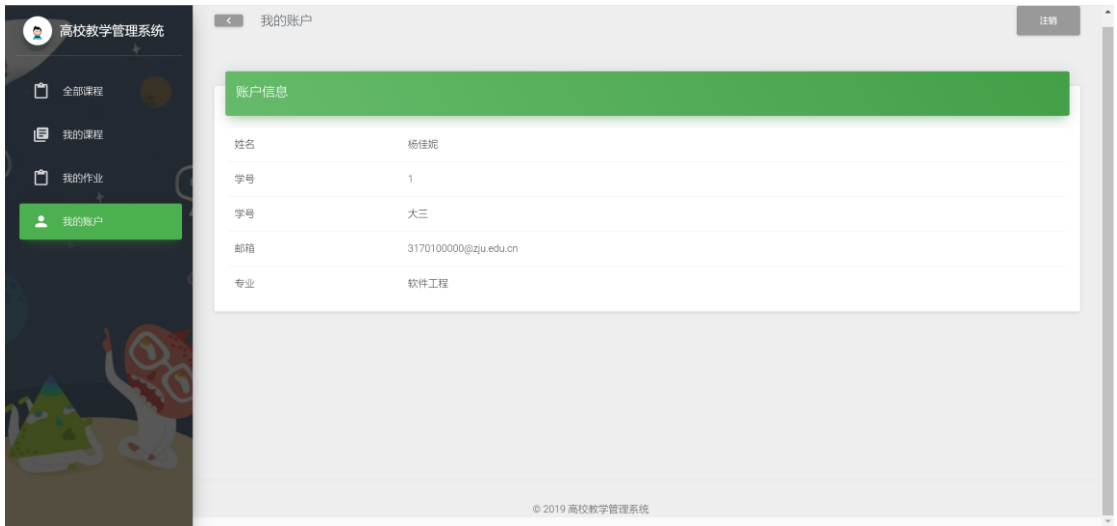 高校教学管理系统
全部课程
我的课程
我的作业
我的账户
我的账户
注销
账户信息
姓名 杨佳妮
学号 1
学号 大三
邮箱 3170100000@zju.edu.cn
专业 软件工程
© 2019 高校教学管理系统